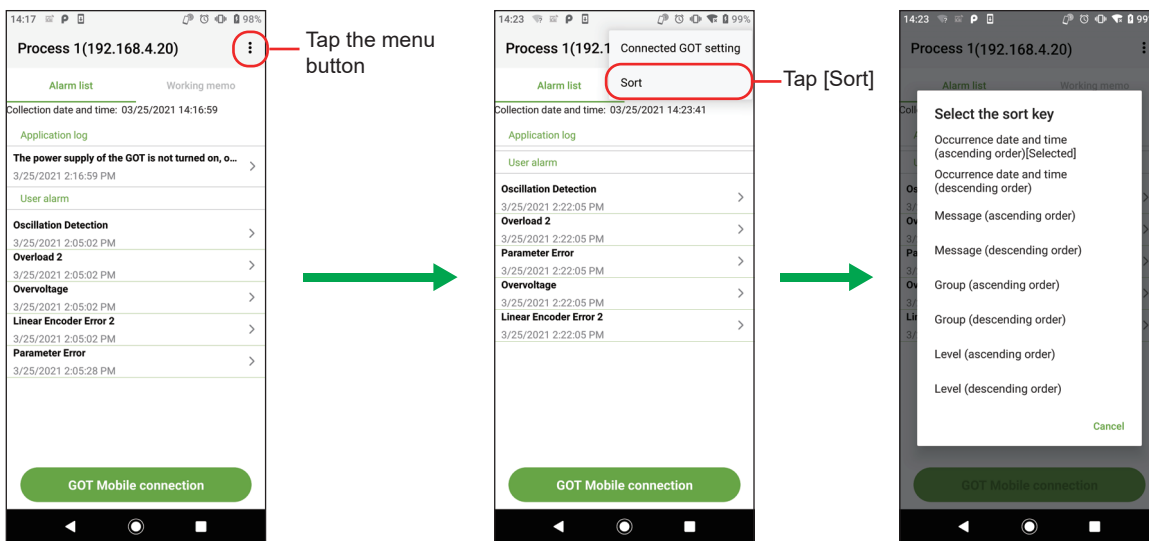 14:17 98%
Process 1(192.168.4.20)
Alarm list Working memo
Collection date and time: 03/25/2021 14:16:59
Application log
The power supply of the GOT is not turned on, o...
3/25/2021 2:16:59 PM
User alarm
Oscillation Detection
3/25/2021 2:05:02 PM
Overload 2
3/25/2021 2:05:02 PM
Overvoltage
3/25/2021 2:05:02 PM
Linear Encoder Error 2
3/25/2021 2:05:02 PM
Parameter Error
3/25/2021 2:05:28 PM
GOT Mobile connection
Tap the menu
button
14:23 99%
Process 1(192.1
Connected GOT setting
Sort
Alarm list
Collection date and time: 03/25/2021 14:23:41
Application log
User alarm
Oscillation Detection
3/25/2021 2:22:05 PM
Overload 2
3/25/2021 2:22:05 PM
Parameter Error
3/25/2021 2:22:05 PM
Overvoltage
3/25/2021 2:22:05 PM
Linear Encoder Error 2
3/25/2021 2:22:05 PM
GOT Mobile connection
Tap [Sort]
14:23 99
Process 1(192.168.4.20)
Alarm list Working memo
Select the sort key
Occurrence date and time
(ascending order)[Selected]
Occurrence date and time
(descending order)
Message (ascending order)
Message (descending order)
Group (ascending order)
Group (descending order)
Level (ascending order)
Level (descending order)
Cancel
GOT Mobile connection